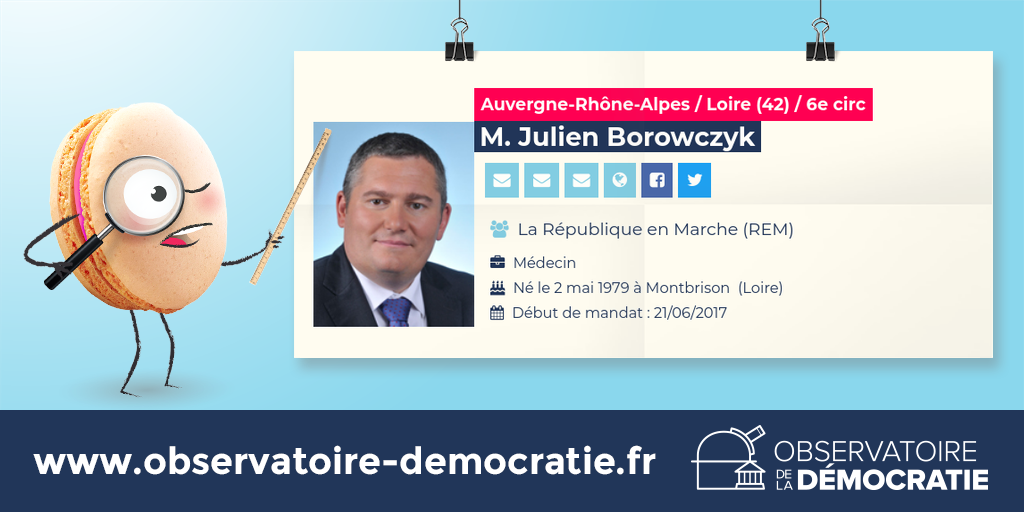 Auvergne-Rhône-Alpes / Loire (42) / 6e circ
M. Julien Borowczyk
La République en Marche (REM)
Médecin
Né le 2 mai 1979 à Montbrison (Loire)
Début de mandat : 21/06/2017
www.observatoire-democratie.fr
OBSERVATOIRE
DE LA DÉMOCRATIE